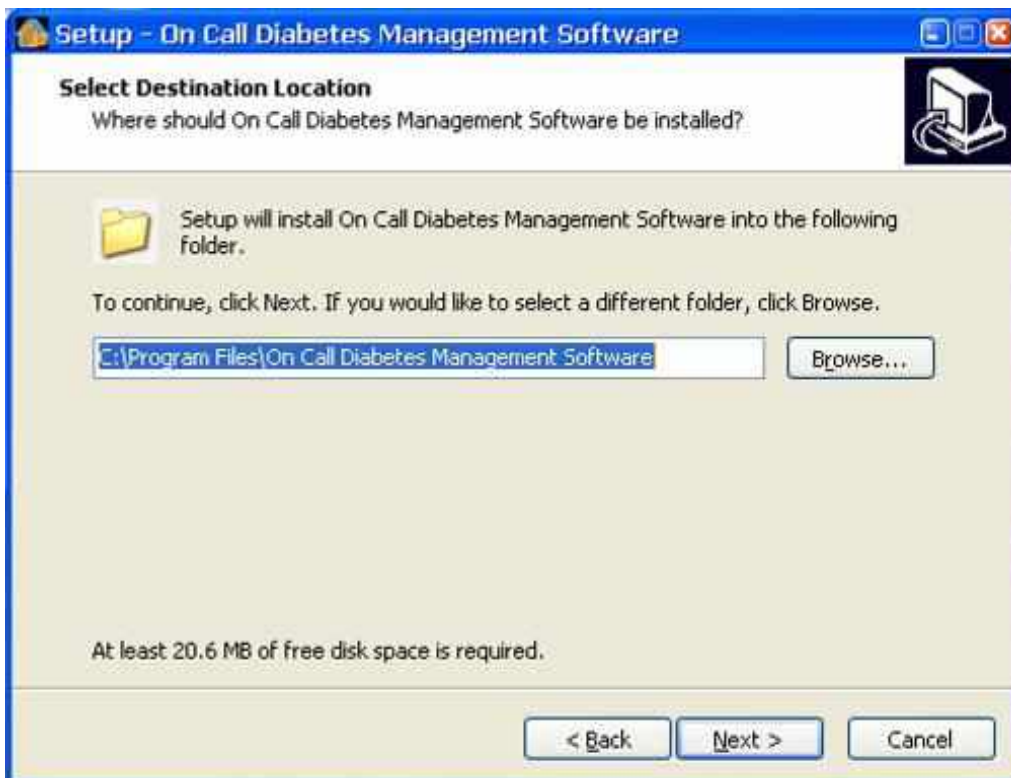 Setup - On Call Diabetes Management Software
Select Destination Location
Where should On Call Diabetes Management Software be installed?
Setup will install On Call Diabetes Management Software into the following
folder.
To continue, click Next. If you would like to select a different folder, click Browse.
C:\Program Files\On Call Diabetes Management Software
Browse...
At least 20.6 MB of free disk space is required.
< Back
Next >
Cancel